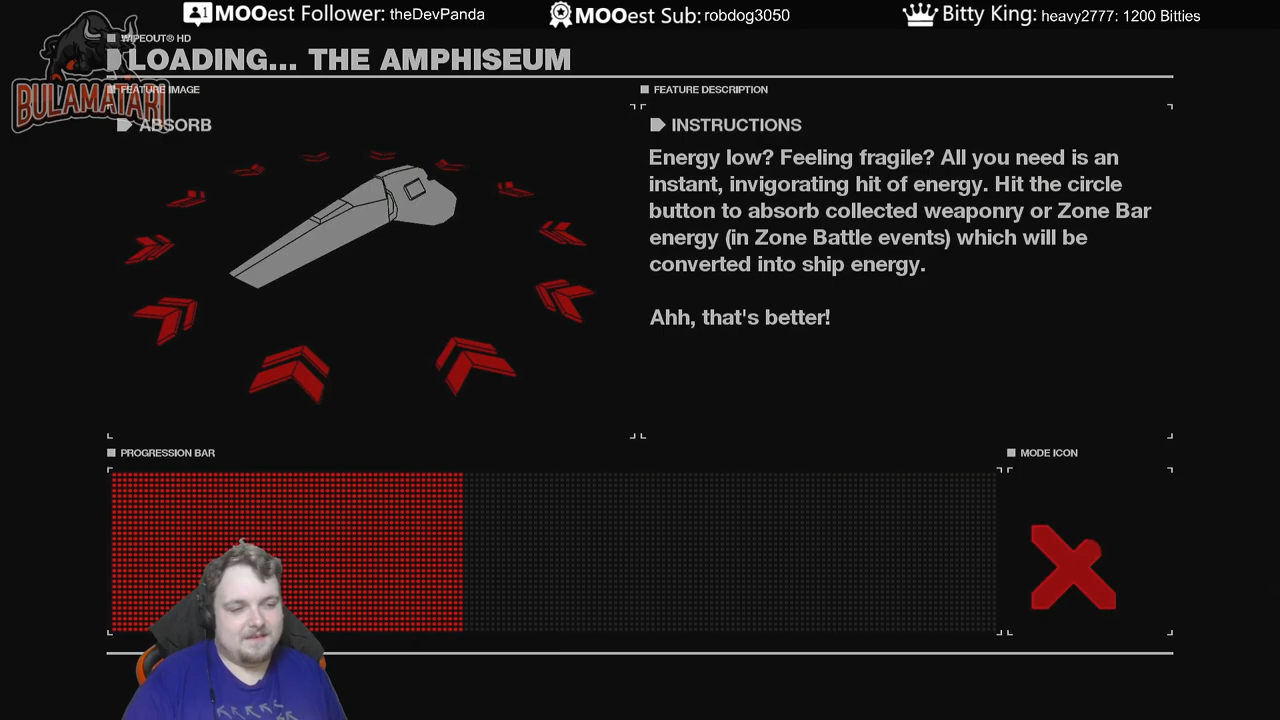 MOOest Follower: theDevPanda
MOOest Sub: robdog3050
Bitty King: heavy2777: 1200 Bitties
WIPEOUT® HD
LOADING... THE AMPHISEUM
BULAMATARI
FEATURE IMAGE
ABSORB
FEATURE DESCRIPTION
INSTRUCTIONS
Energy low? Feeling fragile? All you need is an
instant, invigorating hit of energy. Hit the circle
button to absorb collected weaponry or Zone Bar
energy (in Zone Battle events) which will be
converted into ship energy.
Ahh, that's better!
PROGRESSION BAR
MODE ICON